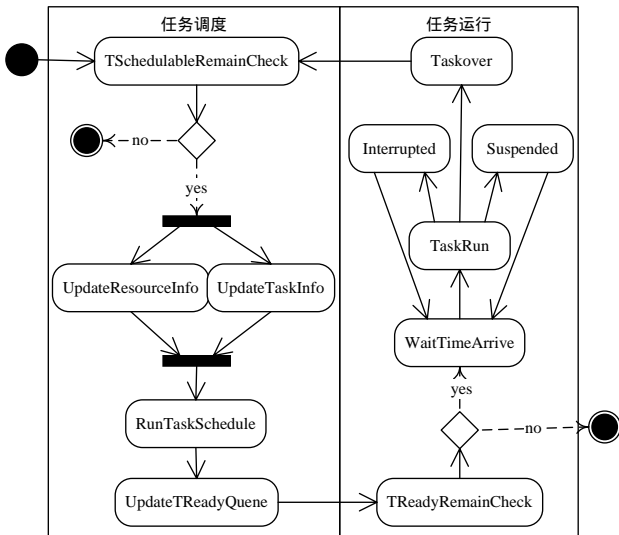 任务调度
任务运行
TSchedulableRemainCheck
Taskover
no
Interrupted
Suspended
yes
TaskRun
UpdateResourceInfo
UpdateTaskInfo
WaitTimeArrive
yes
RunTaskSchedule
no
UpdateTReadyQuene
TReadyRemainCheck